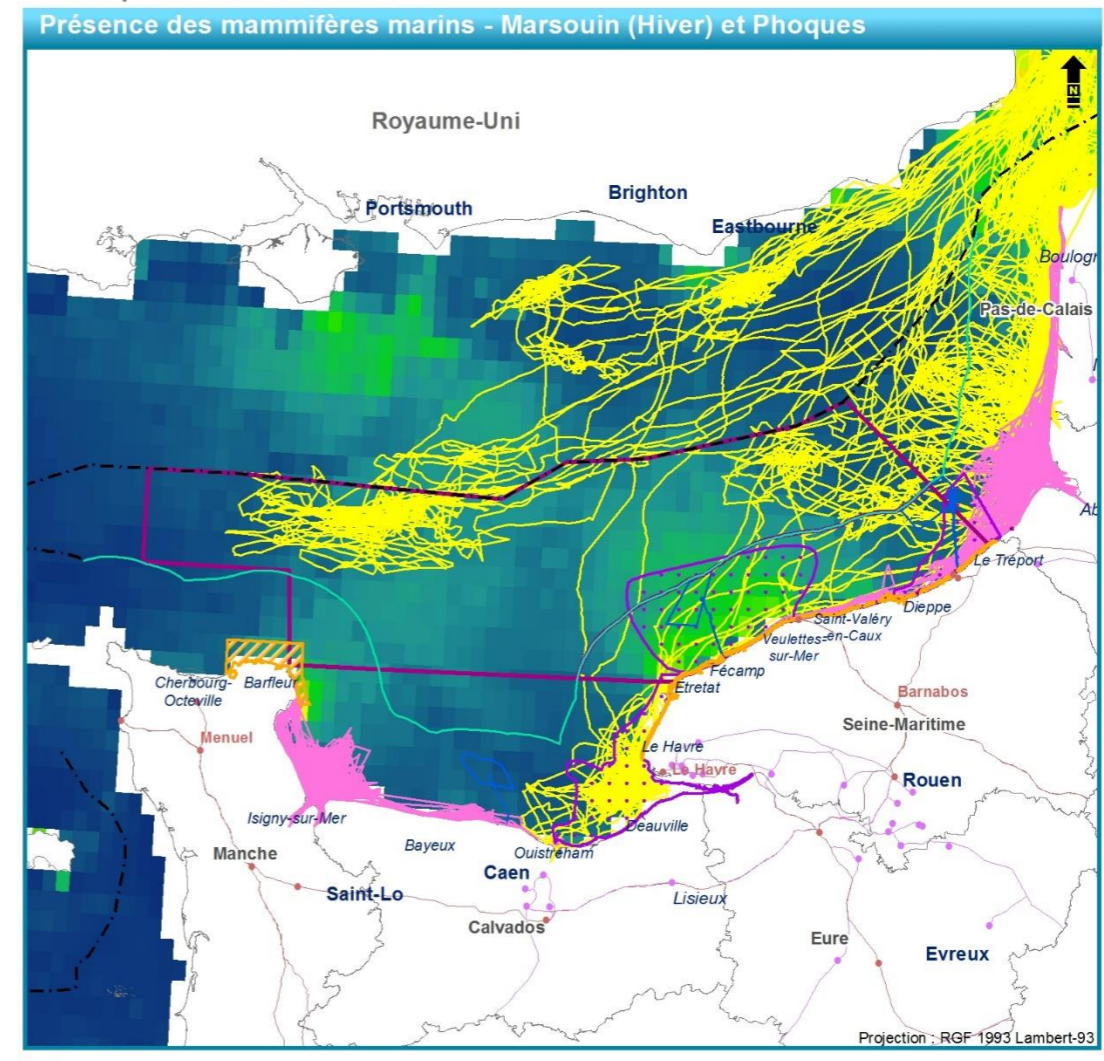 Présence des mammifères marins - Marsouin (Hiver) et Phoques
N
Royaume-Uni
Portsmouth
Brighton
Eastbourne
Boulogn
Pas-de-Calais
Ab
Le Tréport
Dieppe
Saint-Valéry
-en-Caux
Veulettes-
sur-Mer
Fécamp
Etretat
Cherbourg-
Octeville
Barfleur
Menuel
Barnabos
Seine-Maritime
Le Havre
Le Havre
Rouen
Isigny-sur-Mer
Deauville
Bayeux
Ouistreham
Manche
Caen
Saint-Lo
Lisieux
Calvados
Eure
Evreux
Projection : RGF 1993 Lambert-93